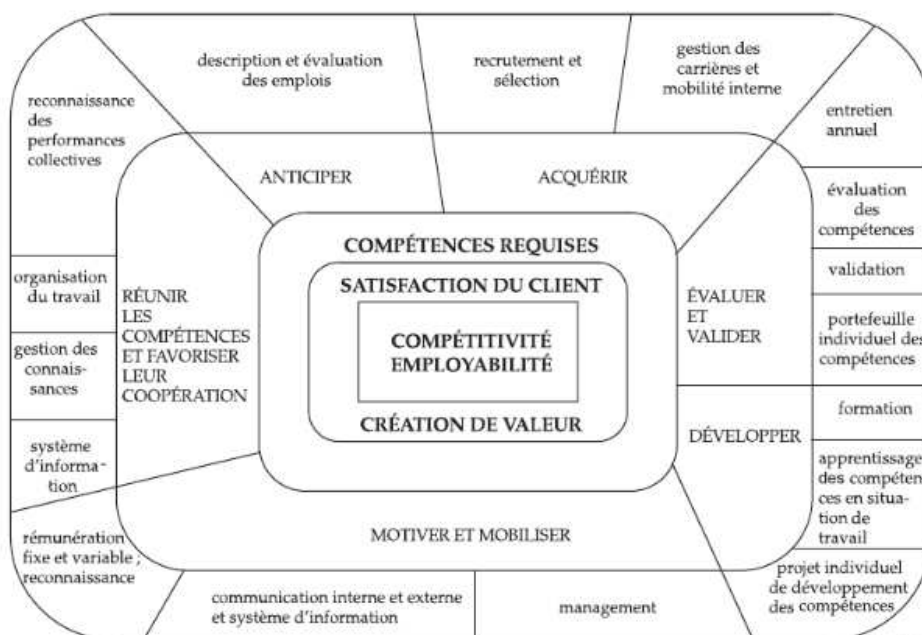 description et évaluation
des emplois
recrutement et
sélection
gestion des
carrières et
mobilité interne
reconnaissance
des
performances
collectives
entretien
annuel
ANTICIPER
ACQUÉRIR
évaluation
des
compétences
COMPÉTENCES REQUISES
validation
organisation
du travail
RÉUNIR
LES
COMPÉTENCES
ET FAVORISER
LEUR
COOPÉRATION
SATISFACTION DU CLIENT
ÉVALUER
ET
VALIDER
portefeuille
individuel des
compétences
gestion des
connais-
sances
COMPÉTITIVITÉ
EMPLOYABILITÉ
CRÉATION DE VALEUR
DÉVELOPPER
formation
système
d'informa-
tion
apprentissage
des compéten-
ces en situa-
tion de
travail
MOTIVER ET MOBILISER
rémunération
fixe et variable ;
reconnaissance
projet individuel
de développement
des compétences
communication interne et externe
et système d'information
management